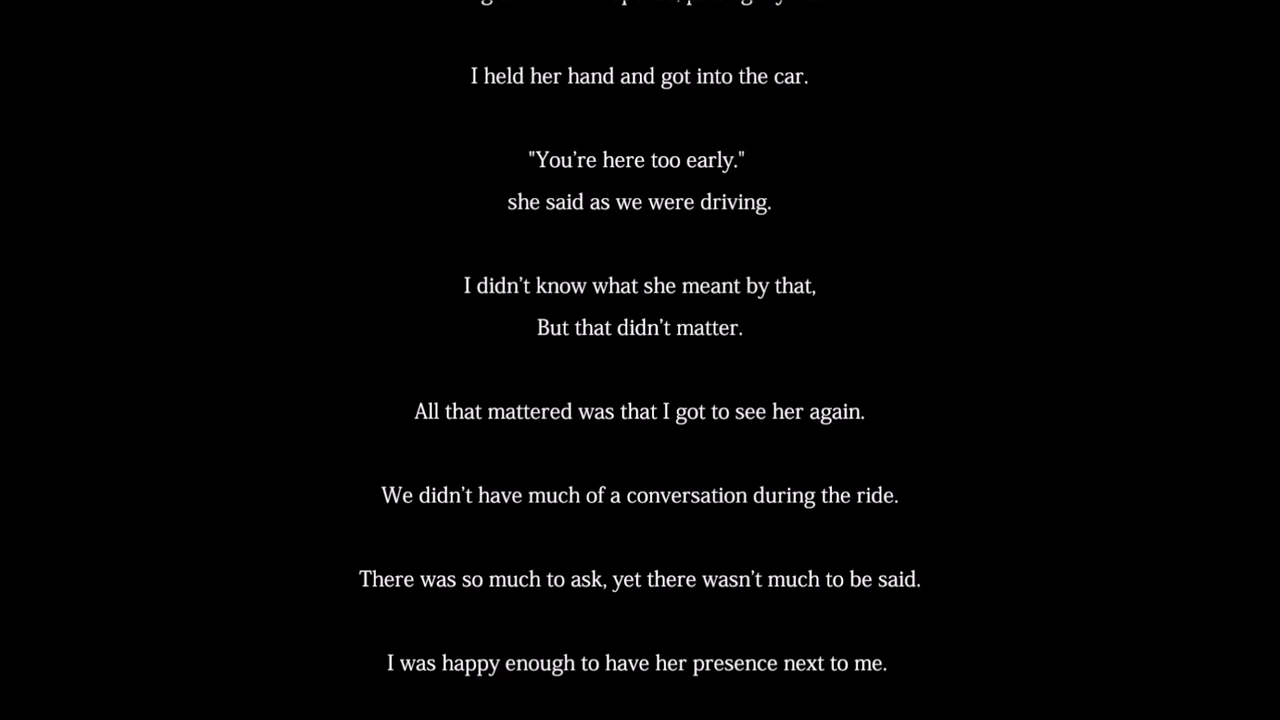 I held her hand and got into the car.
"You’re here too early."
she said as we were driving.
I didn’t know what she meant by that,
But that didn’t matter.
All that mattered was that I got to see her again.
We didn’t have much of a conversation during the ride.
There was so much to ask, yet there wasn’t much to be said.
I was happy enough to have her presence next to me.